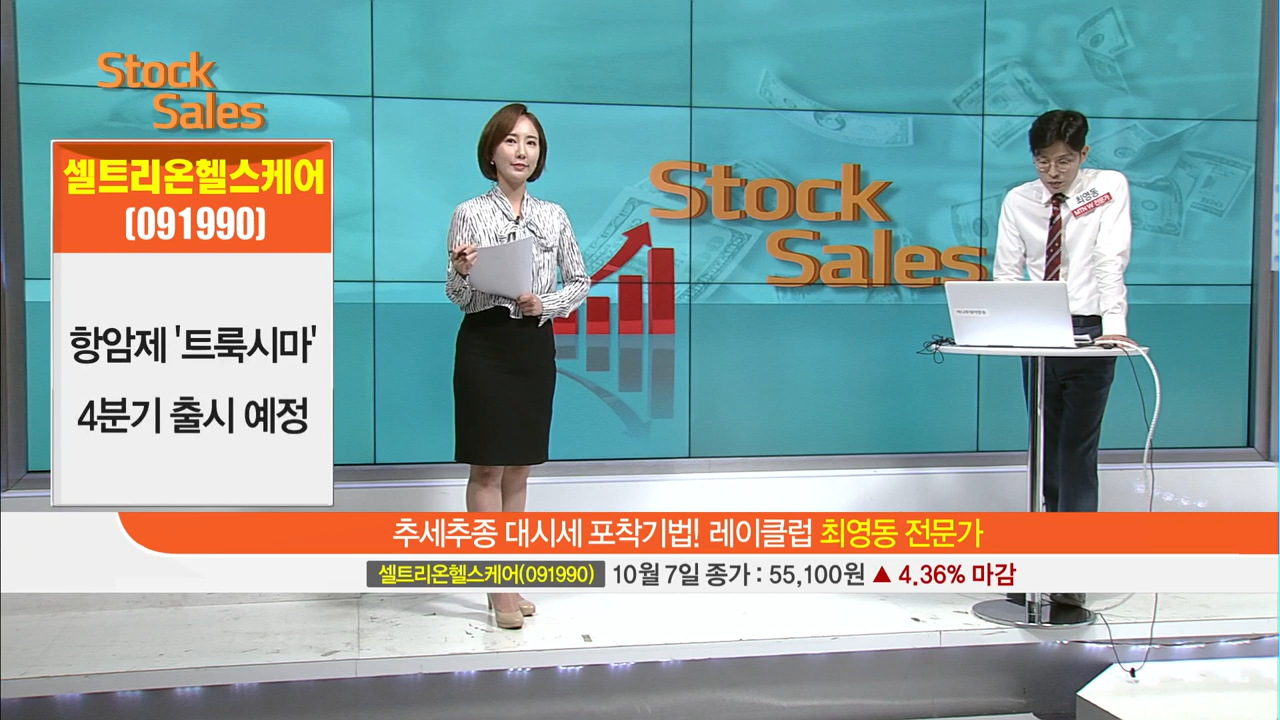 Stock
Sales
셀트리온헬스케어
(091990)
항암제 '트룩시마'
4분기 출시 예정
Stock
Sales
최영동
MTN W 전문가
추세추종 대시세 포착기법! 레이클럽 최영동 전문가
셀트리온헬스케어(091990) 10월 7일 종가 : 55,100원 ▲ 4.36% 마감